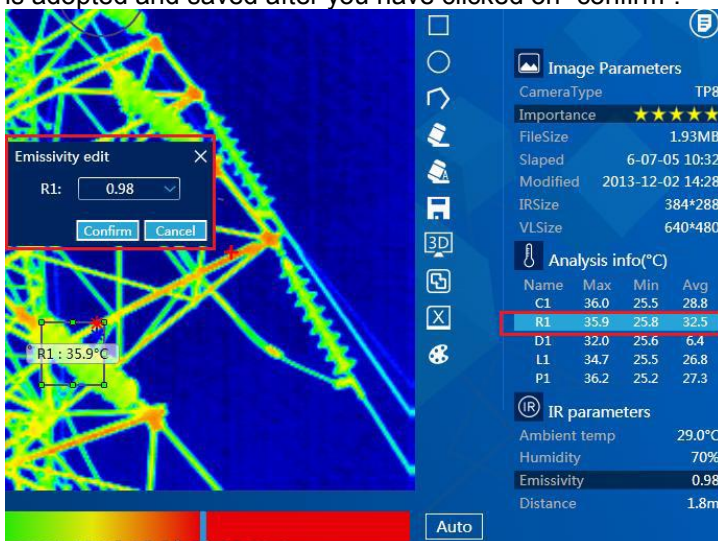 is adopted and saved after you have clicked on "confirm".
Emissivity edit
R1: 0.98
Confirm Cancel
R1 : 35.9°C
3D
Auto
Image Parameters
CameraType TP8
Importance
FileSize 1.93MB
Slaped 6-07-05 10:32
Modified 2013-12-02 14:28
IRSize 384*288
VLSize 640*480
Analysis info(°C)
Name Max Min Avg
C1 36.0 25.5 28.8
R1 35.9 25.8 32.5
D1 32.0 25.6 6.4
L1 34.7 25.5 26.8
P1 36.2 25.2 27.3
IR IR parameters
Ambient temp 29.0°C
Humidity 70%
Emissivity 0.98
Distance 1.8m